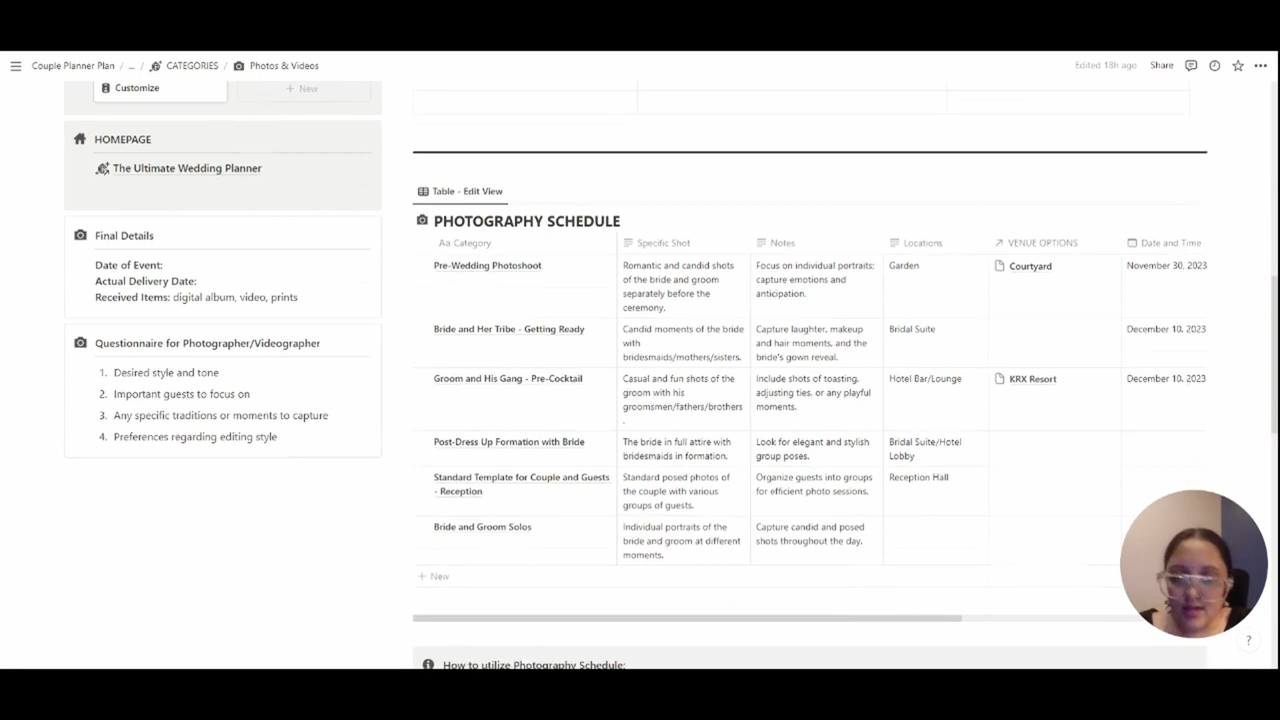 Couple Planner Plan / ... / CATEGORIES / Photos & Videos
Edited 18h ago Share
Customize
+ New
HOMEPAGE
The Ultimate Wedding Planner
Final Details
Date of Event:
Actual Delivery Date:
Received Items: digital album, video, prints
Questionnaire for Photographer/Videographer
1. Desired style and tone
2. Important guests to focus on
3. Any specific traditions or moments to capture
4. Preferences regarding editing style
Table - Edit View
PHOTOGRAPHY SCHEDULE
Aa Category
Specific Shot
Notes
Locations
VENUE OPTIONS
Date and Time
Pre-Wedding Photoshoot
Romantic and candid shots
of the bride and groom
separately before the
ceremony.
Focus on individual portraits;
capture emotions and
anticipation.
Garden
Courtyard
November 30, 2023
Bride and Her Tribe - Getting Ready
Candid moments of the bride
with
bridesmaids/mothers/sisters.
Capture laughter, makeup
and hair moments, and the
bride's gown reveal.
Bridal Suite
December 10, 2023
Groom and His Gang - Pre-Cocktail
Casual and fun shots of the
groom with his
groomsmen/fathers/brothers
.
Include shots of toasting,
adjusting ties, or any playful
moments.
Hotel Bar/Lounge
KRX Resort
December 10, 2023
Post-Dress Up Formation with Bride
The bride in full attire with
bridesmaids in formation.
Look for elegant and stylish
group poses.
Bridal Suite/Hotel
Lobby
Standard Template for Couple and Guests
- Reception
Standard posed photos of
the couple with various
groups of guests.
Organize guests into groups
for efficient photo sessions.
Reception Hall
Bride and Groom Solos
Individual portraits of the
bride and groom at different
moments.
Capture candid and posed
shots throughout the day.
+ New
?
How to utilize Photography Schedule: